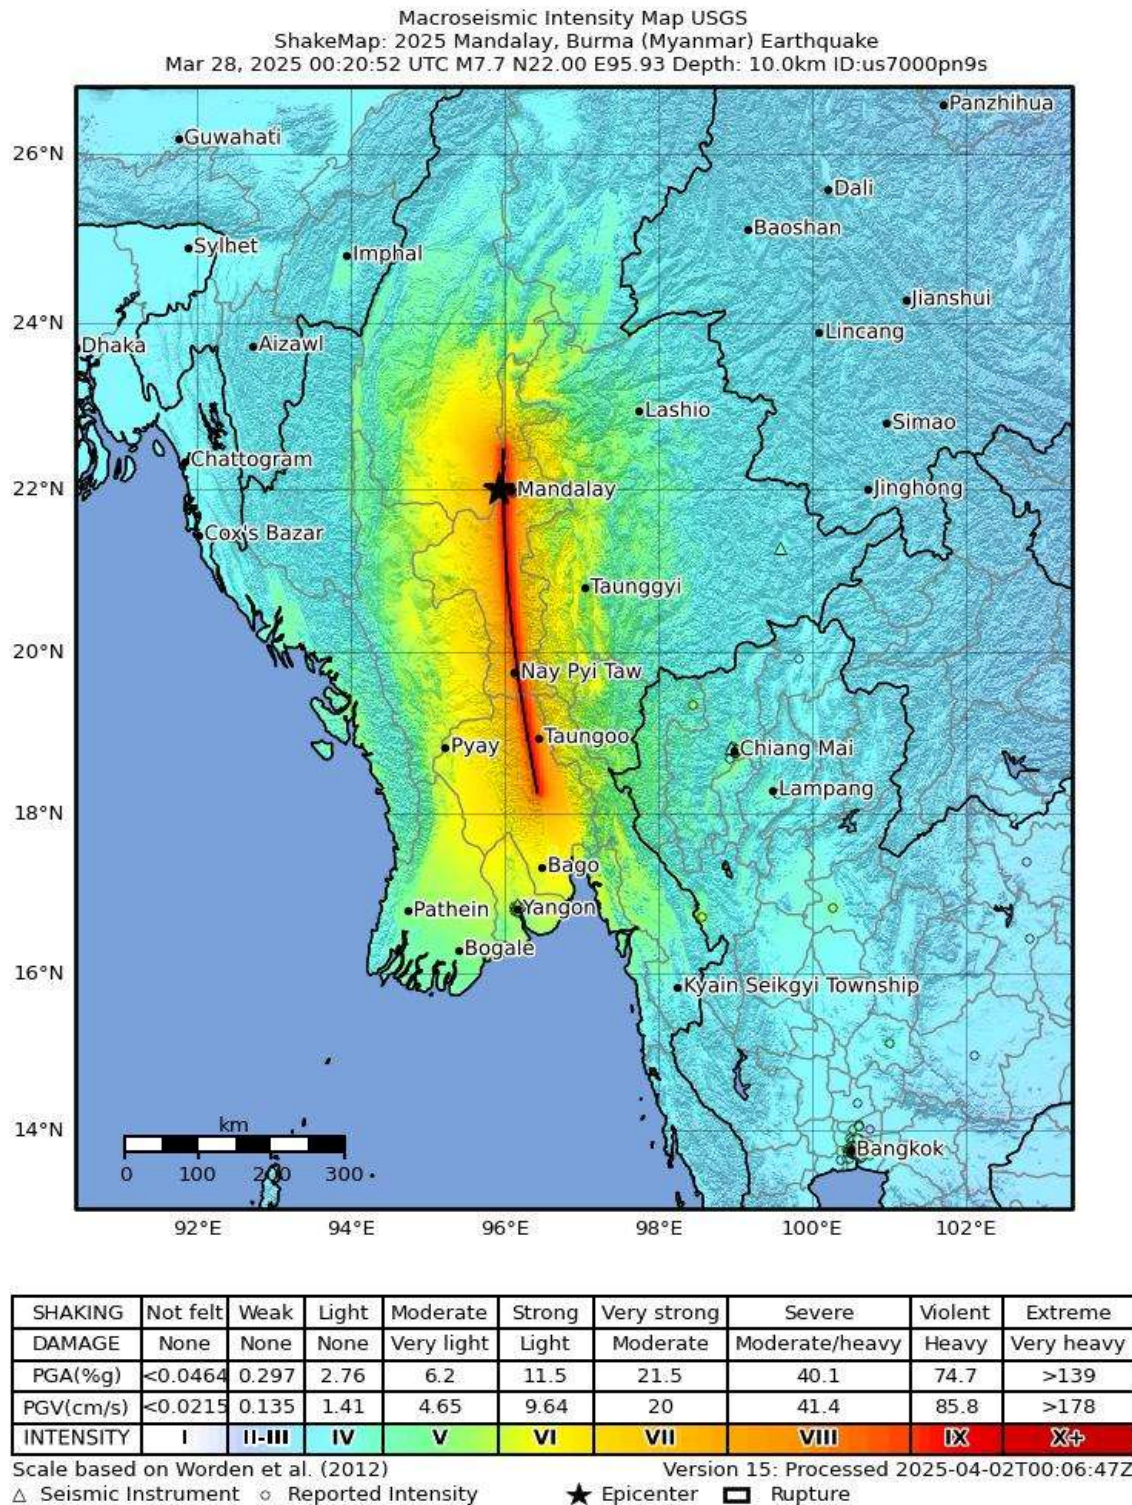 Macroseismic Intensity Map USGS
ShakeMap: 2025 Mandalay, Burma (Myanmar) Earthquake
Mar 28, 2025 00:20:52 UTC M7.7 N22.00 E95.93 Depth: 10.0km ID:us7000pn9s
Panzhihua
26°N
Guwahati
Dali
Baoshan
Sylhet
Imphal
Jianshui
24°N
Lincang
Dhaka
Aizawl
Lashio
Simao
Chattogram
22°N
Mandalay
Jinghong
Cox's Bazar
Taunggyi
20°N
Nay Pyi Taw
Taungoo
Pyay
Chiang Mai
Lampang
18°N
Bago
Pathein
Yangon
Bogale
16°N
Kyain Seikgyi Township
14°N
km
Bangkok
0 100 200 300
92°E 94°E 96°E 98°E 100°E 102°E
SHAKING Not felt Weak Light Moderate Strong Very strong Severe Violent Extreme
DAMAGE None None None Very light Light Moderate Moderate/heavy Heavy Very heavy
PGA(%g) <0.0464 0.297 2.76 6.2 11.5 21.5 40.1 74.7 >139
PGV(cm/s) <0.0215 0.135 1.41 4.65 9.64 20 41.4 85.8 >178
INTENSITY I II-III IV V VI VII VIII IX X+
Scale based on Worden et al. (2012) Version 15: Processed 2025-04-02T00:06:47Z
△ Seismic Instrument ○ Reported Intensity ★ Epicenter Rupture